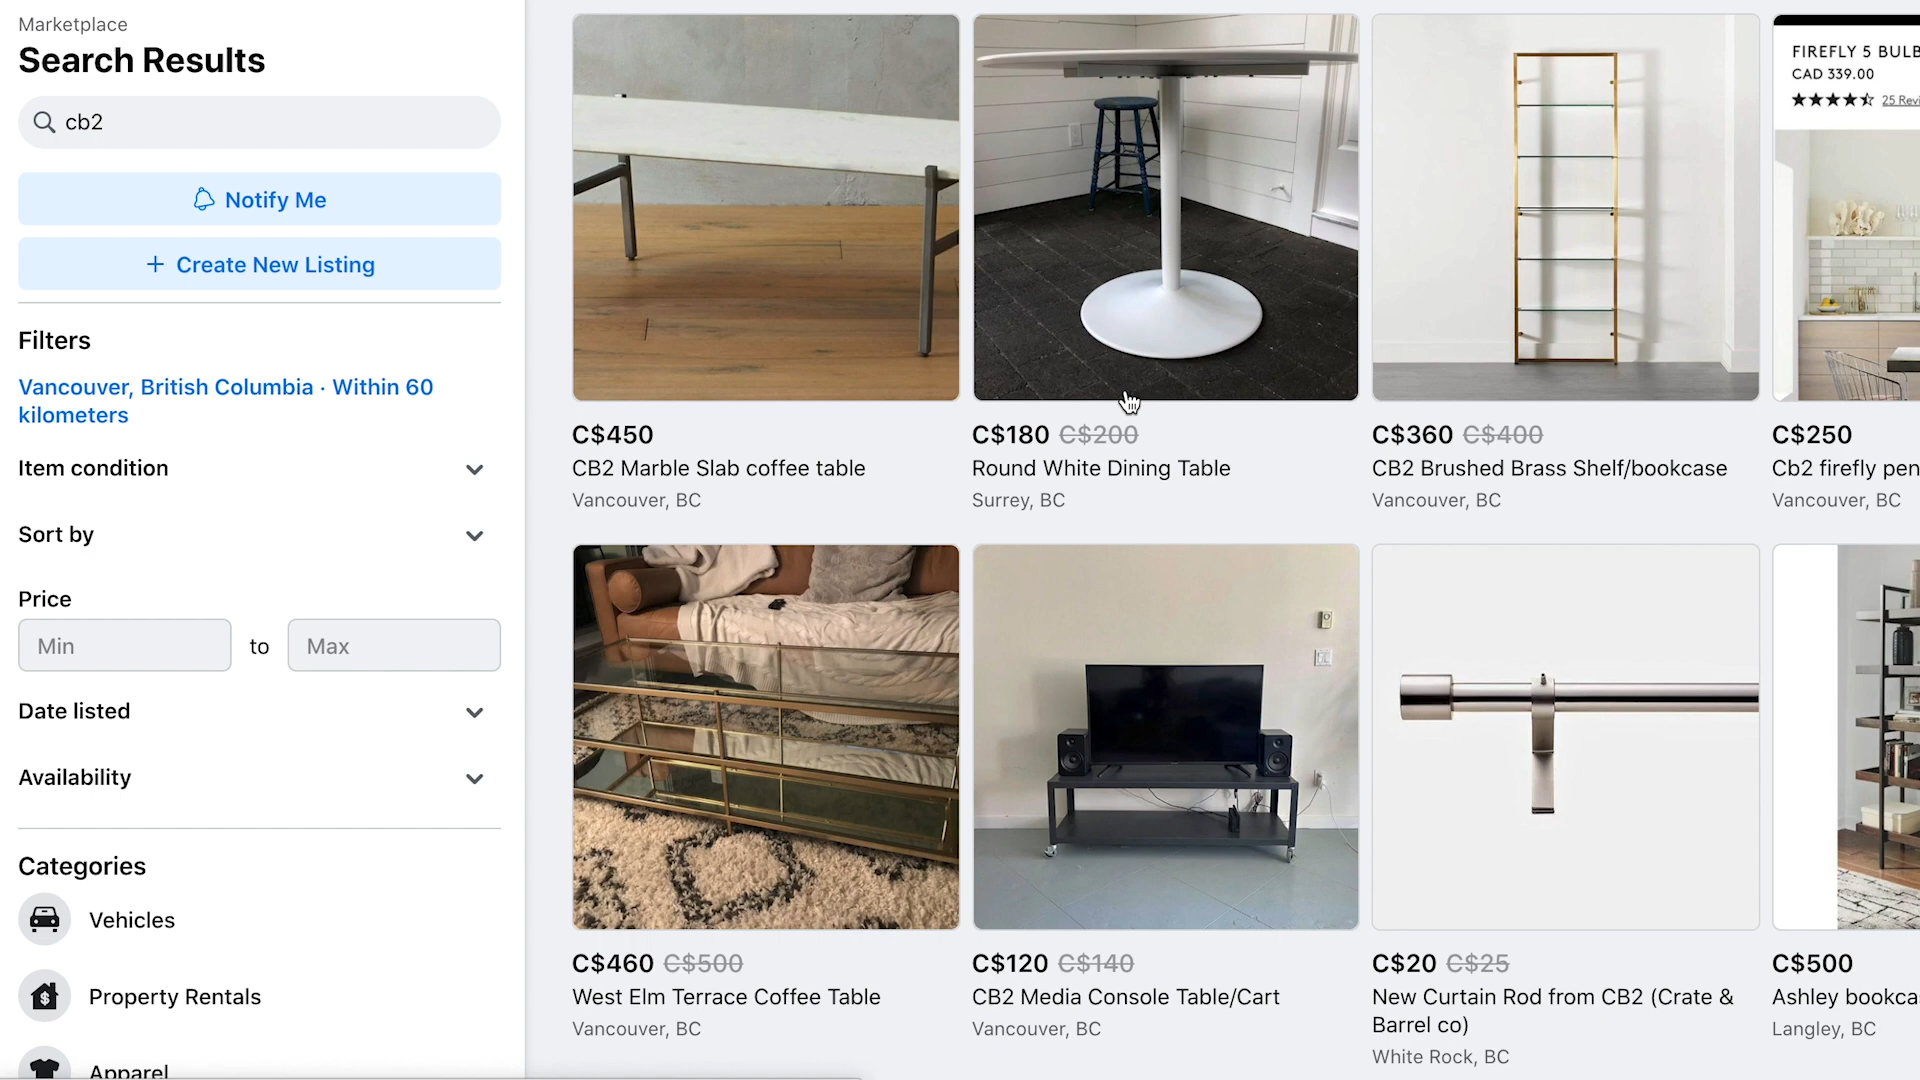 Marketplace
Search Results
cb2
Notify Me
+ Create New Listing
Filters
Vancouver, British Columbia · Within 60
kilometers
Item condition
Sort by
Price
Min
to
Max
Date listed
Availability
Categories
Vehicles
Property Rentals
Apparel
C$450
CB2 Marble Slab coffee table
Vancouver, BC
C$180 C$200
Round White Dining Table
Surrey, BC
C$360 C$400
CB2 Brushed Brass Shelf/bookcase
Vancouver, BC
FIREFLY 5 BULB
CAD 339.00
25 Revi
C$250
Cb2 firefly pen
Vancouver, BC
C$460 C$500
West Elm Terrace Coffee Table
Vancouver, BC
C$120 C$140
CB2 Media Console Table/Cart
Vancouver, BC
C$20 C$25
New Curtain Rod from CB2 (Crate &
Barrel co)
White Rock, BC
C$500
Ashley bookca
Langley, BC